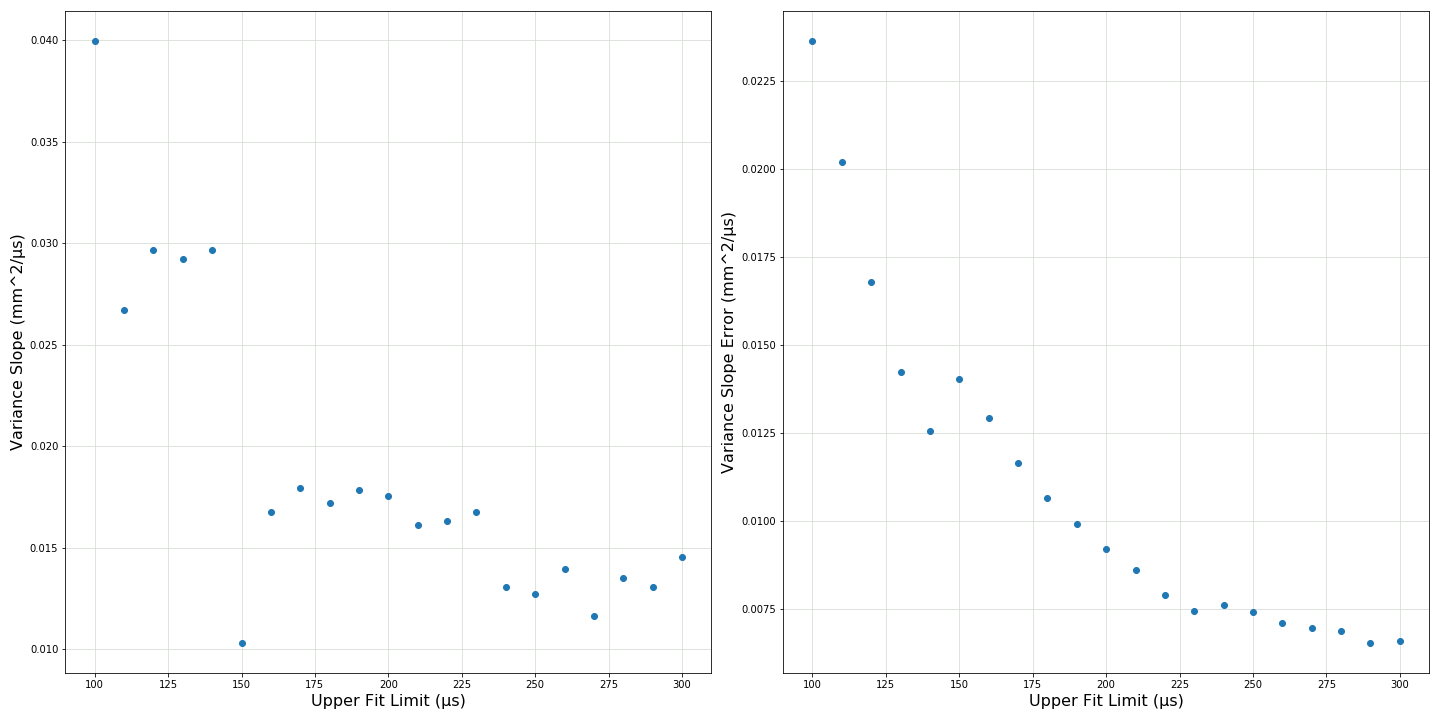 0.040
0.035
0.030
0.025
0.020
0.015
0.010
Variance Slope (mm^2/μs)
100 125 150 175 200 225 250 275 300
Upper Fit Limit (μs)
0.0225
0.0200
0.0175
0.0150
0.0125
0.0100
0.0075
Variance Slope Error (mm^2/μs)
100 125 150 175 200 225 250 275 300
Upper Fit Limit (μs)